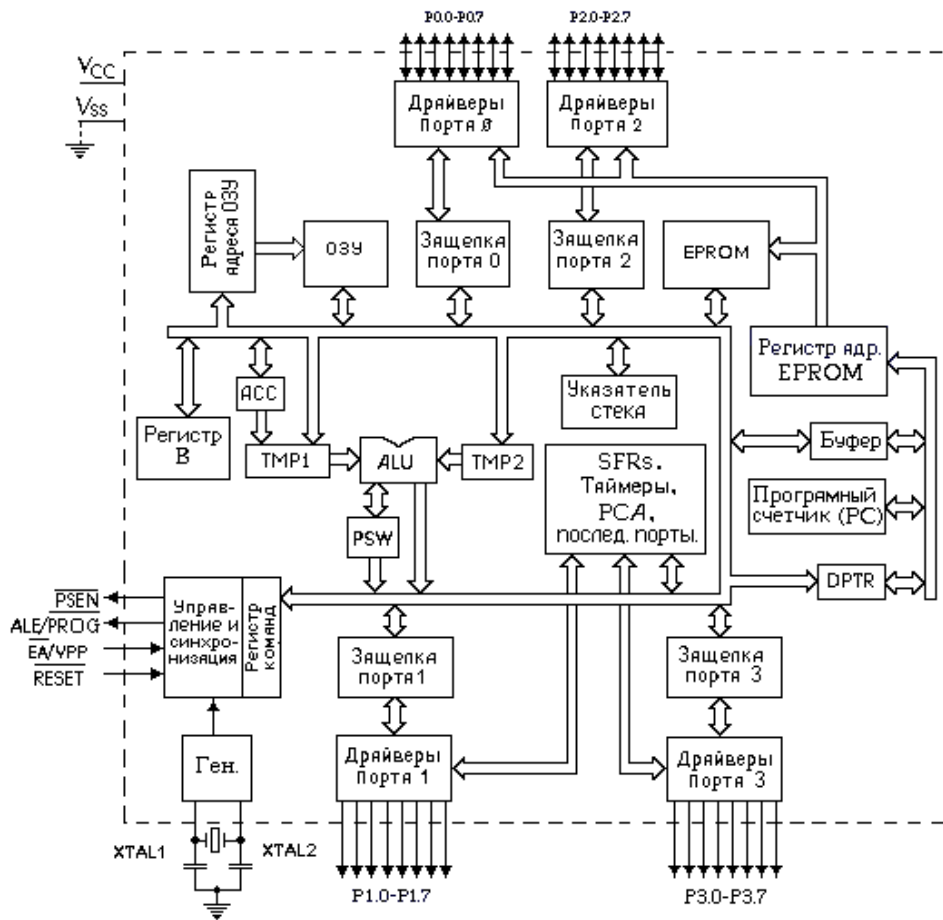 P0.0-P0.7
P2.0-P2.7
VCC
VSS
Драйверы
Порта 0
Драйверы
Порта 2
Регистр
адреса ОЗУ
ОЗУ
Защелка
порта 0
Защелка
порта 2
EPROM
Регистр адр.
EPROM
ACC
Указатель
стека
Регистр
B
TMP1
ALU
TMP2
Буфер
SFRs.
Таймеры,
PCA,
послед. порты.
Програмный
счетчик (PC)
PSW
DPTR
PSEN
ALE/PROG
EA/VPP
RESET
Управ-
ление и
синхро-
низация
Регистр
команд
Защелка
порта1
Защелка
порта 3
Ген.
Драйверы
Порта 1
Драйверы
Порта 3
XTAL1
XTAL2
P1.0-P1.7
P3.0-P3.7